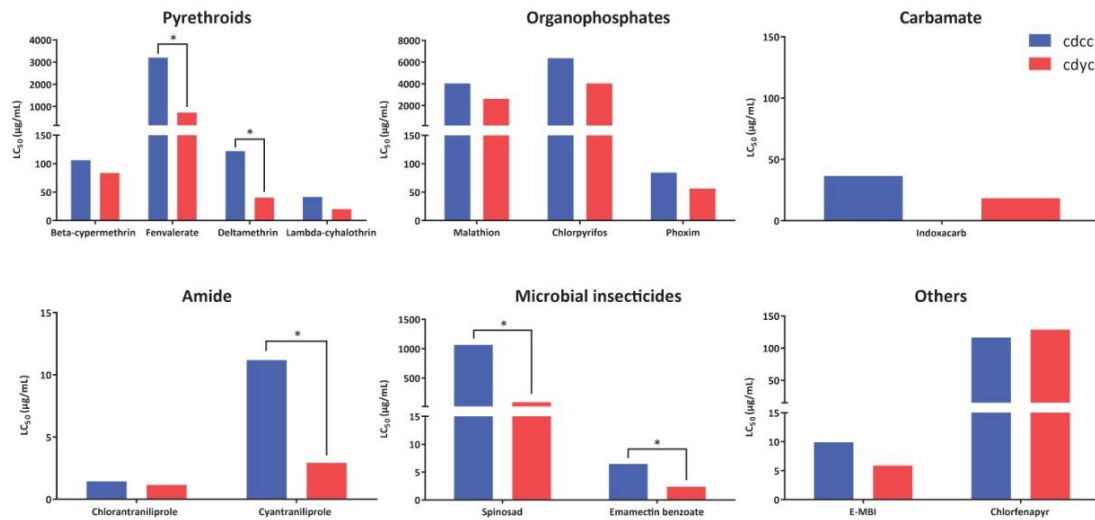 Pyrethroids
LC50 (µg/mL)
4000
3000
2000
1000
150
100
50
0
*
*
Beta-cypermethrin Fenvalerate Deltamethrin Lambda-cyhalothrin
Organophosphates
LC50 (µg/mL)
8000
6000
4000
2000
150
100
50
0
Malathion Chlorpyrifos Phoxim
Carbamate
LC50 (µg/mL)
150
100
50
0
Indoxacarb
cdcc
cdyc
Amide
LC50 (µg/mL)
15
10
5
0
*
Chlorantraniliprole Cyantraniliprole
Microbial insecticides
LC50 (µg/mL)
1500
1000
500
15
10
5
0
*
*
Spinosad Emamectin benzoate
Others
LC50 (µg/mL)
150
100
50
15
10
5
0
E-MBI Chlorfenapyr